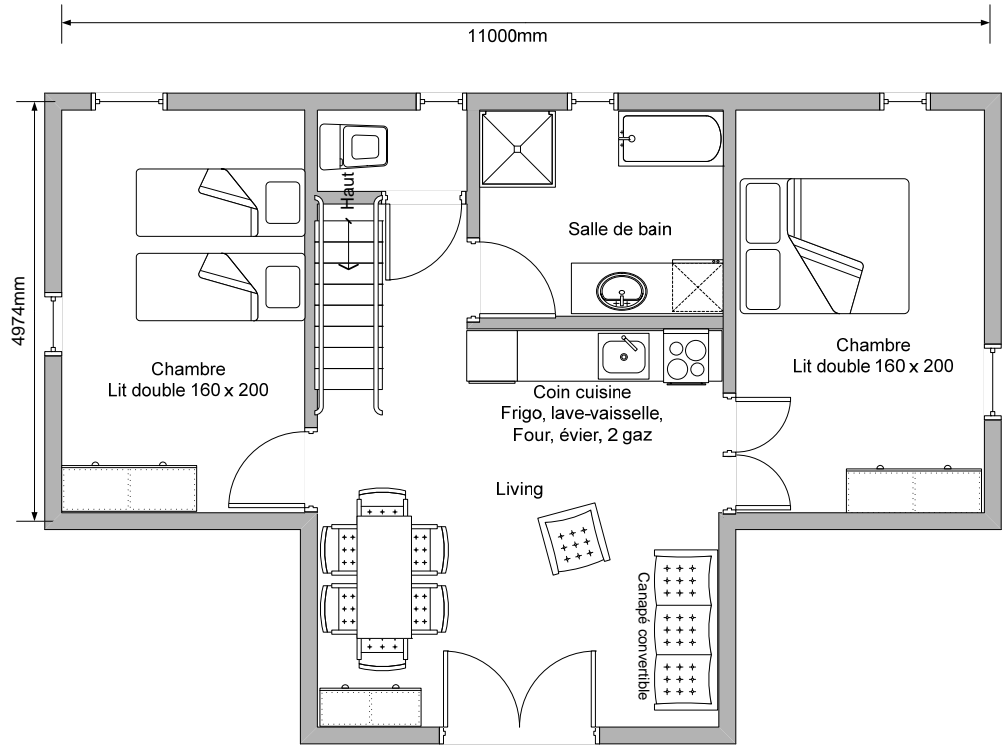 11000mm
4974mm
Haut
Salle de bain
Chambre
Lit double 160 x 200
Chambre
Lit double 160 x 200
Coin cuisine
Frigo, lave-vaisselle,
Four, évier, 2 gaz
Living
Canapé convertible